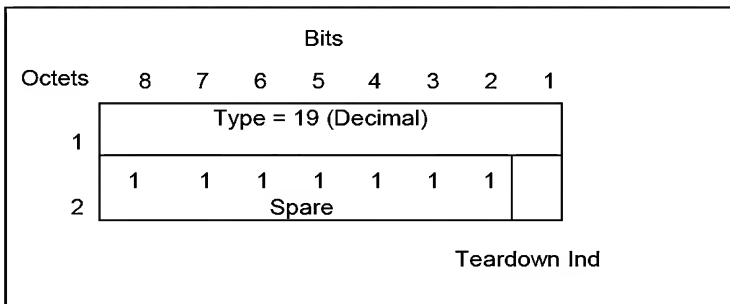 Bits
Octets 8 7 6 5 4 3 2 1
Type = 19 (Decimal)
1
1 1 1 1 1 1 1
2 Spare
Teardown Ind